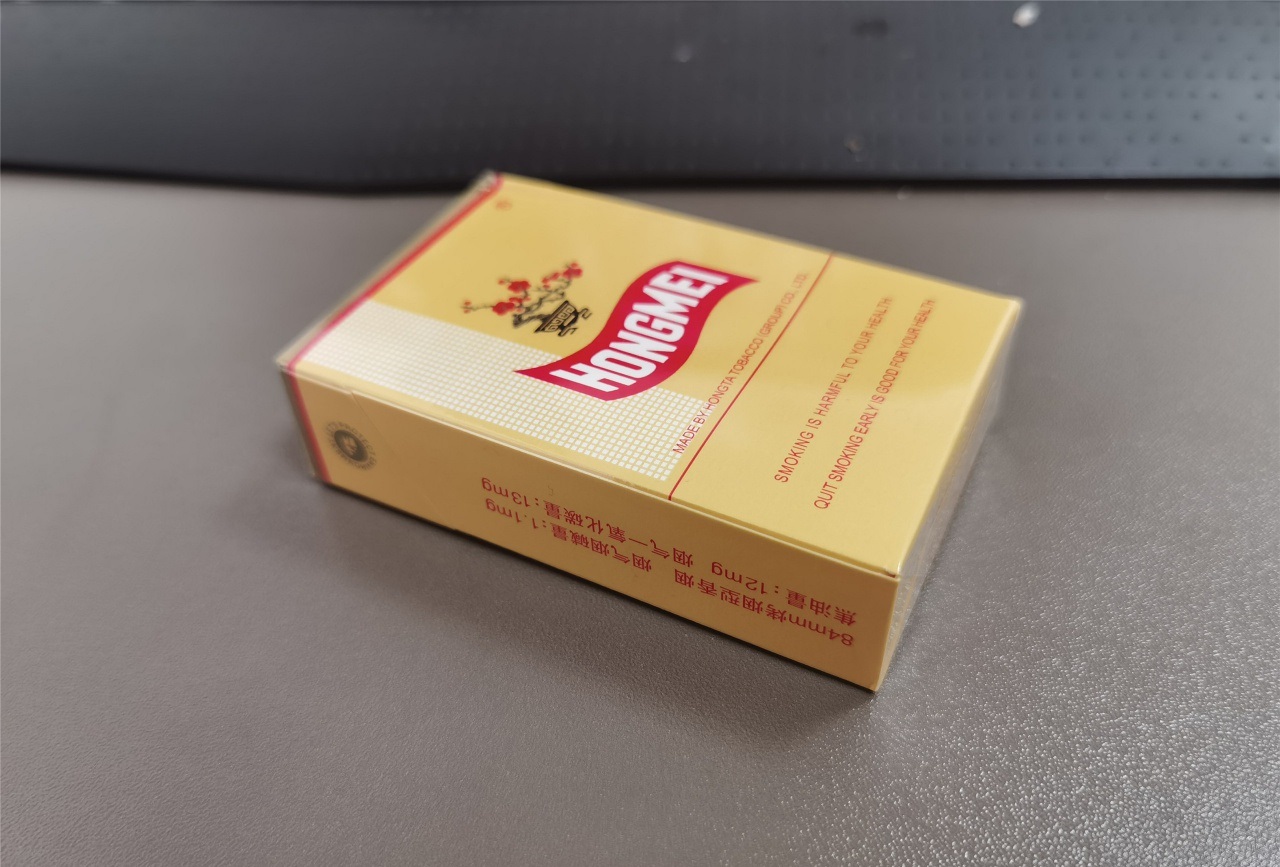 HONGMEI
MADE BY HONGTA TOBACCO (GROUP) CO., LTD.
SMOKING IS HARMFUL TO YOUR HEALTH
QUIT SMOKING EARLY IS GOOD FOR YOUR HEALTH
84mm烤烟型香烟
焦油量:12mg
烟气烟碱量:1.1mg
烟气一氧化碳量:13mg